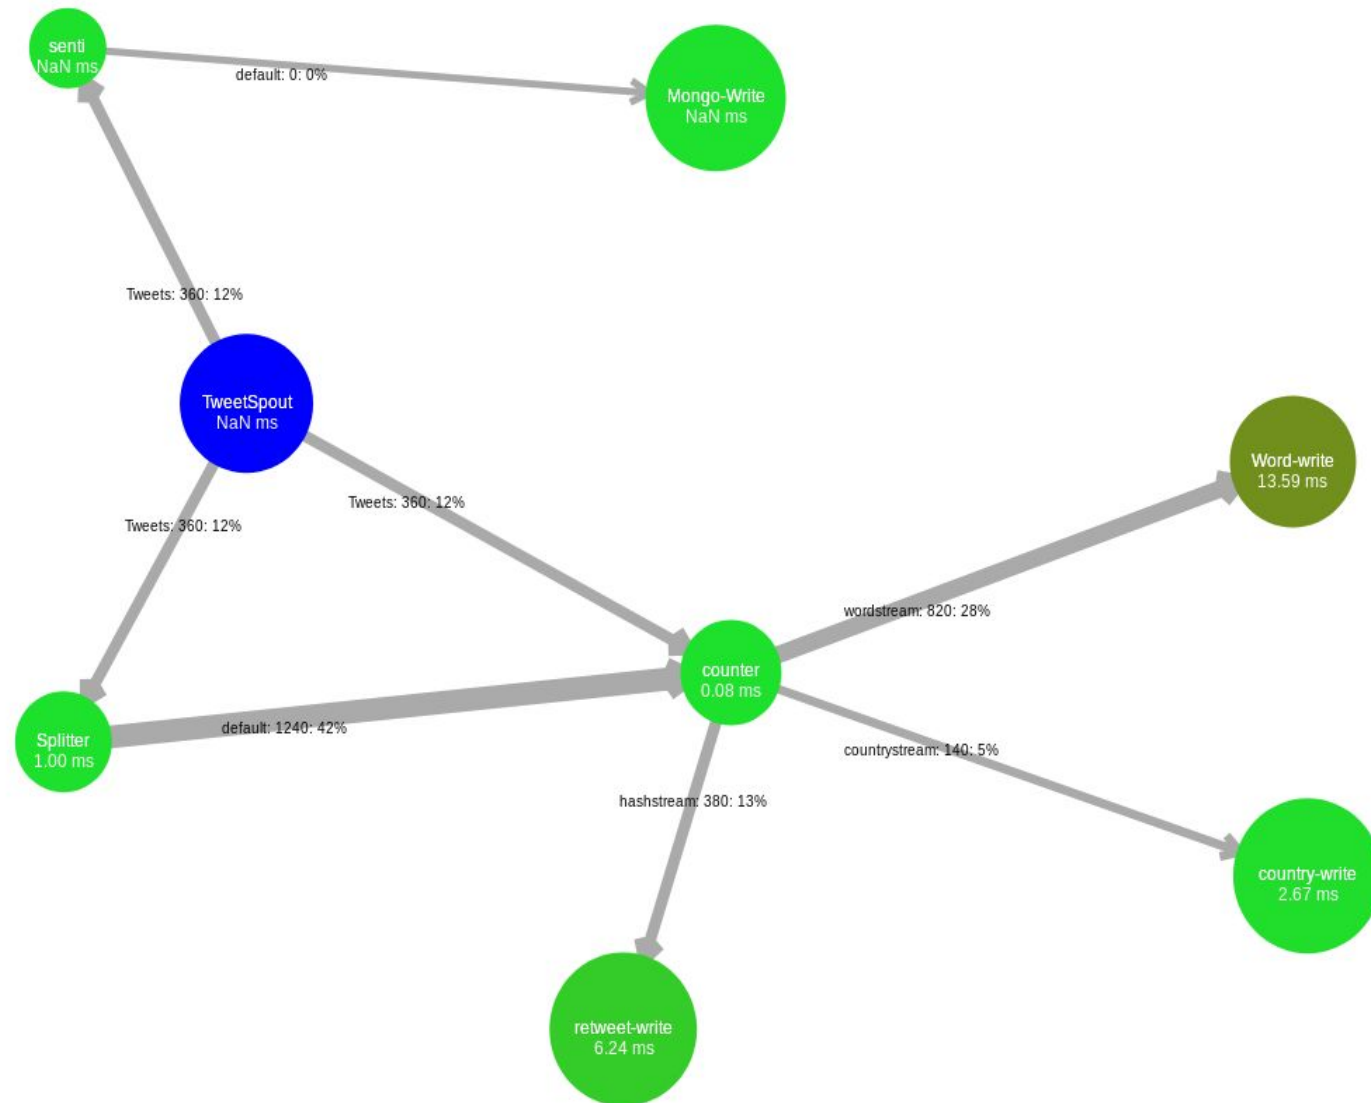 senti
NaN ms
default: 0: 0%
Mongo-Write
NaN ms
Tweets: 360: 12%
TweetSpout
NaN ms
Tweets: 360: 12%
Tweets: 360: 12%
Word-write
13.59 ms
wordstream: 820: 28%
counter
0.08 ms
Splitter
1.00 ms
default: 1240: 42%
countrystream: 140: 5%
hashstream: 380: 13%
country-write
2.67 ms
retweet-write
6.24 ms